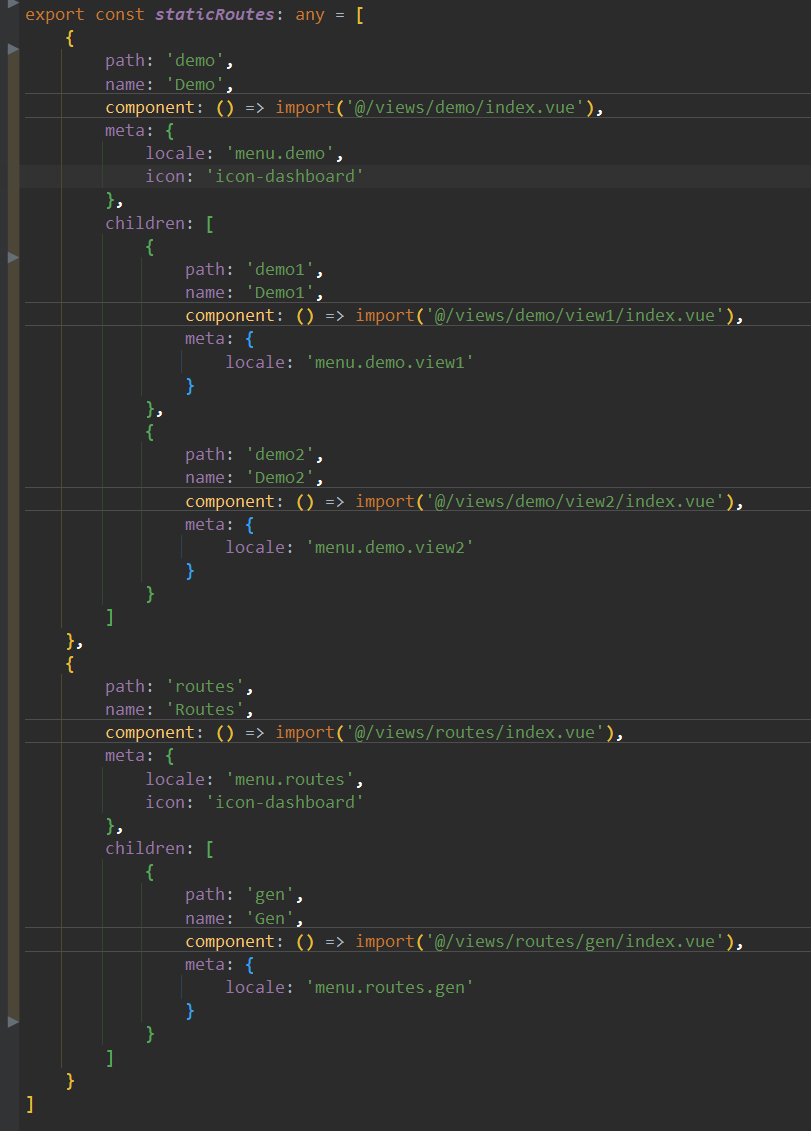 export const staticRoutes: any = [
    {
        path: 'demo',
        name: 'Demo',
        component: () => import('@/views/demo/index.vue'),
        meta: {
            locale: 'menu.demo',
            icon: 'icon-dashboard'
        },
        children: [
            {
                path: 'demo1',
                name: 'Demo1',
                component: () => import('@/views/demo/view1/index.vue'),
                meta: {
                    locale: 'menu.demo.view1'
                }
            },
            {
                path: 'demo2',
                name: 'Demo2',
                component: () => import('@/views/demo/view2/index.vue'),
                meta: {
                    locale: 'menu.demo.view2'
                }
            }
        ]
    },
    {
        path: 'routes',
        name: 'Routes',
        component: () => import('@/views/routes/index.vue'),
        meta: {
            locale: 'menu.routes',
            icon: 'icon-dashboard'
        },
        children: [
            {
                path: 'gen',
                name: 'Gen',
                component: () => import('@/views/routes/gen/index.vue'),
                meta: {
                    locale: 'menu.routes.gen'
                }
            }
        ]
    }
]